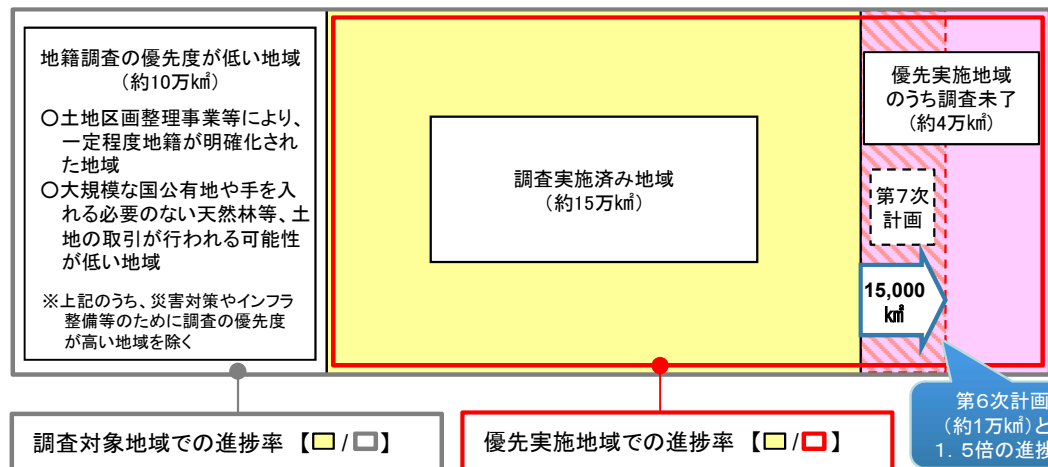 地籍調査の優先度が低い地域
（約10万㎢）
○土地区画整理事業等により、
一定程度地籍が明確化され
た地域
○大規模な国公有地や手を入
れる必要のない天然林等、土
地の取引が行われる可能性
が低い地域
※上記のうち、災害対策やインフラ
整備等のために調査の優先度
が高い地域を除く
調査実施済み地域
（約15万㎢）
優先実施地域
のうち調査未了
（約4万㎢）
第7次
計画
15,000
㎢
第6次計画
（約1万㎢）と
1．5倍の進捗
調査対象地域での進捗率 【□/□】
優先実施地域での進捗率 【□/□】